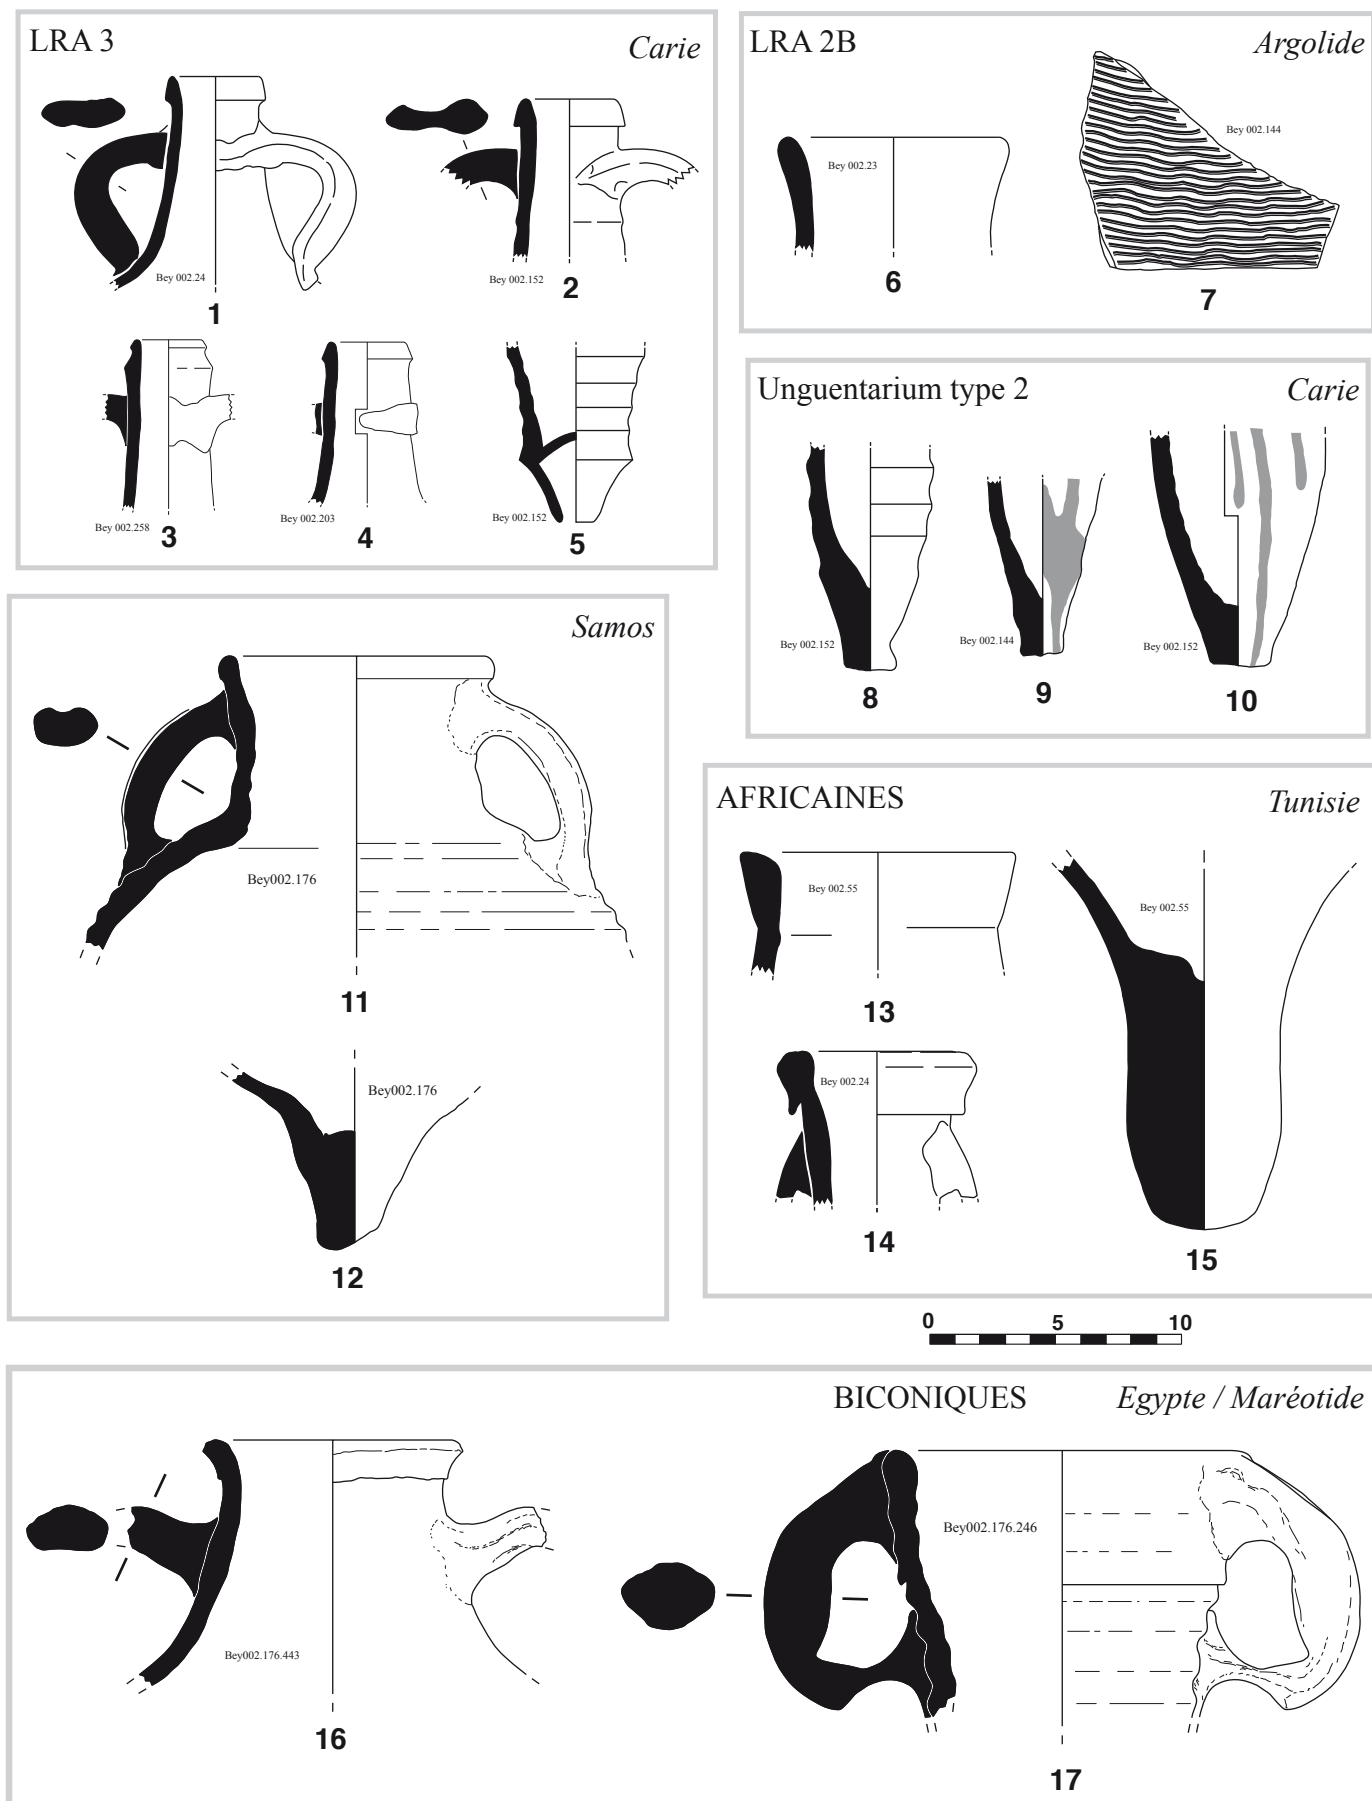 LRA 3
Carie
Bey 002.24
1
Bey 002.152
2
Bey 002.258
3
Bey 002.203
4
Bey 002.152
5
LRA 2B
Argolide
Bey 002.23
6
Bey 002.144
7
Unguentarium type 2
Carie
Bey 002.152
8
Bey 002.144
9
Bey 002.152
10
Samos
Bey002.176
11
Bey002.176
12
AFRICAINES
Tunisie
Bey 002.55
13
Bey 002.24
14
Bey 002.55
15
0 5 10
BICONIQUES
Egypte / Maréotide
Bey002.176.443
16
Bey002.176.246
17